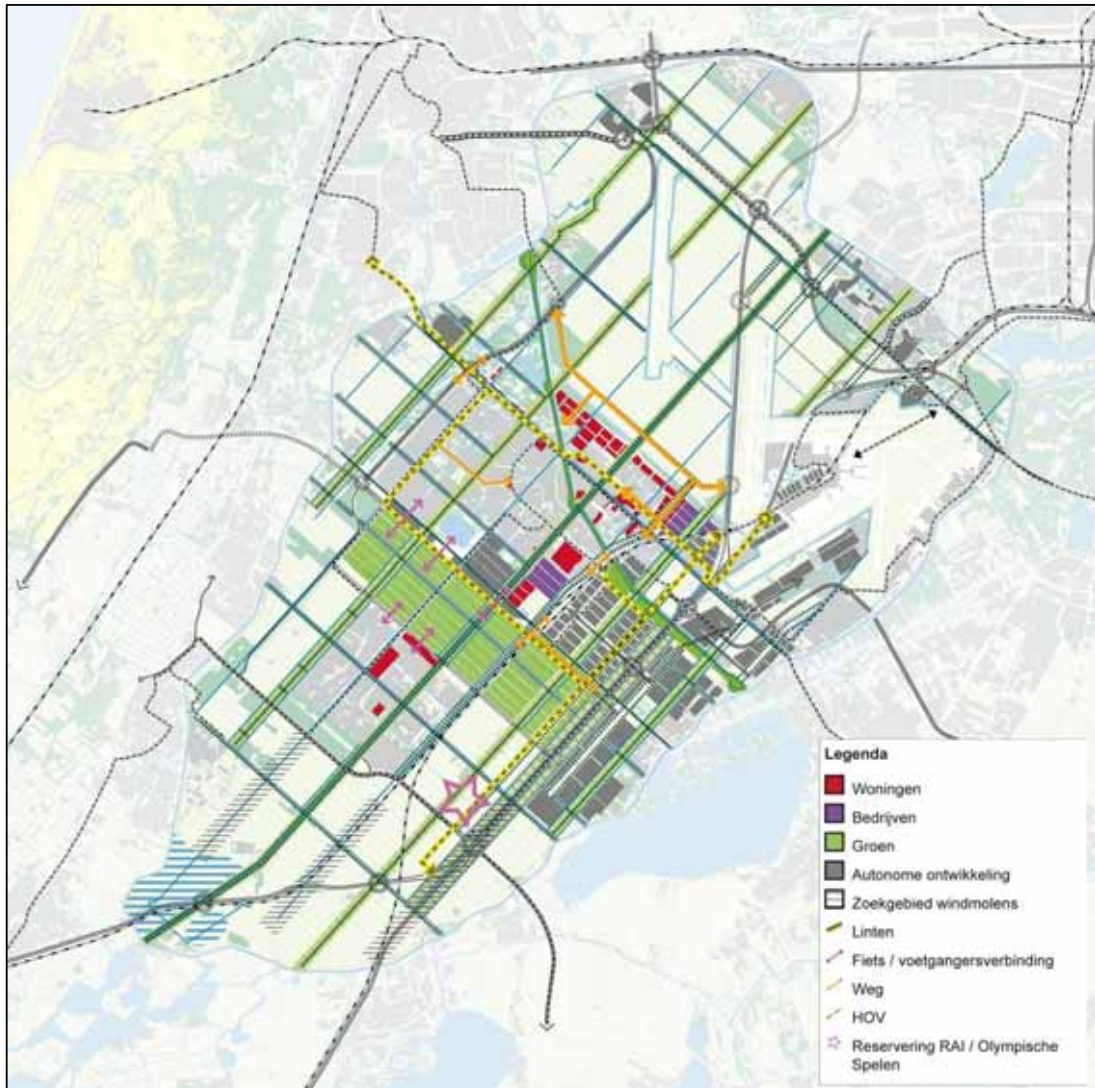 Legenda
Woningen
Bedrijven
Groen
Autonome ontwikkeling
Zoekgebied windmolens
Linten
Fiets / voetgangersverbinding
Weg
HOV
Reservering RAI / Olympische
Spelen